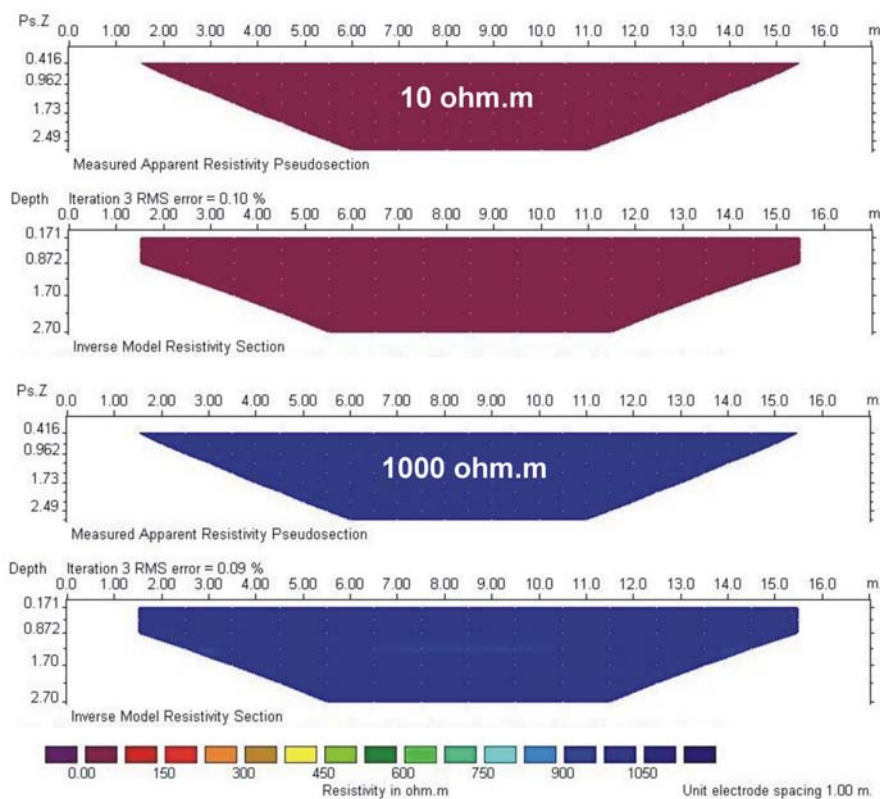 Ps.Z
0.0 1.00 2.00 3.00 4.00 5.00 6.00 7.00 8.00 9.00 10.0 11.0 12.0 13.0 14.0 15.0 16.0 m
0.416
0.962
10 ohm.m
1.73
2.49
Measured Apparent Resistivity Pseudosection
Depth Iteration 3 RMS error = 0.10 %
0.0 1.00 2.00 3.00 4.00 5.00 6.00 7.00 8.00 9.00 10.0 11.0 12.0 13.0 14.0 15.0 16.0 m
0.171
0.872
1.70
2.70
Inverse Model Resistivity Section
Ps.Z
0.0 1.00 2.00 3.00 4.00 5.00 6.00 7.00 8.00 9.00 10.0 11.0 12.0 13.0 14.0 15.0 16.0 m.
0.416
0.962
1000 ohm.m
1.73
2.49
Measured Apparent Resistivity Pseudosection
Depth Iteration 3 RMS error = 0.09 %
0.0 1.00 2.00 3.00 4.00 5.00 6.00 7.00 8.00 9.00 10.0 11.0 12.0 13.0 14.0 15.0 16.0 m.
0.171
0.872
1.70
2.70
Inverse Model Resistivity Section
0.00 150 300 450 600 750 900 1050
Resistivity in ohm.m Unit electrode spacing 1.00 m.